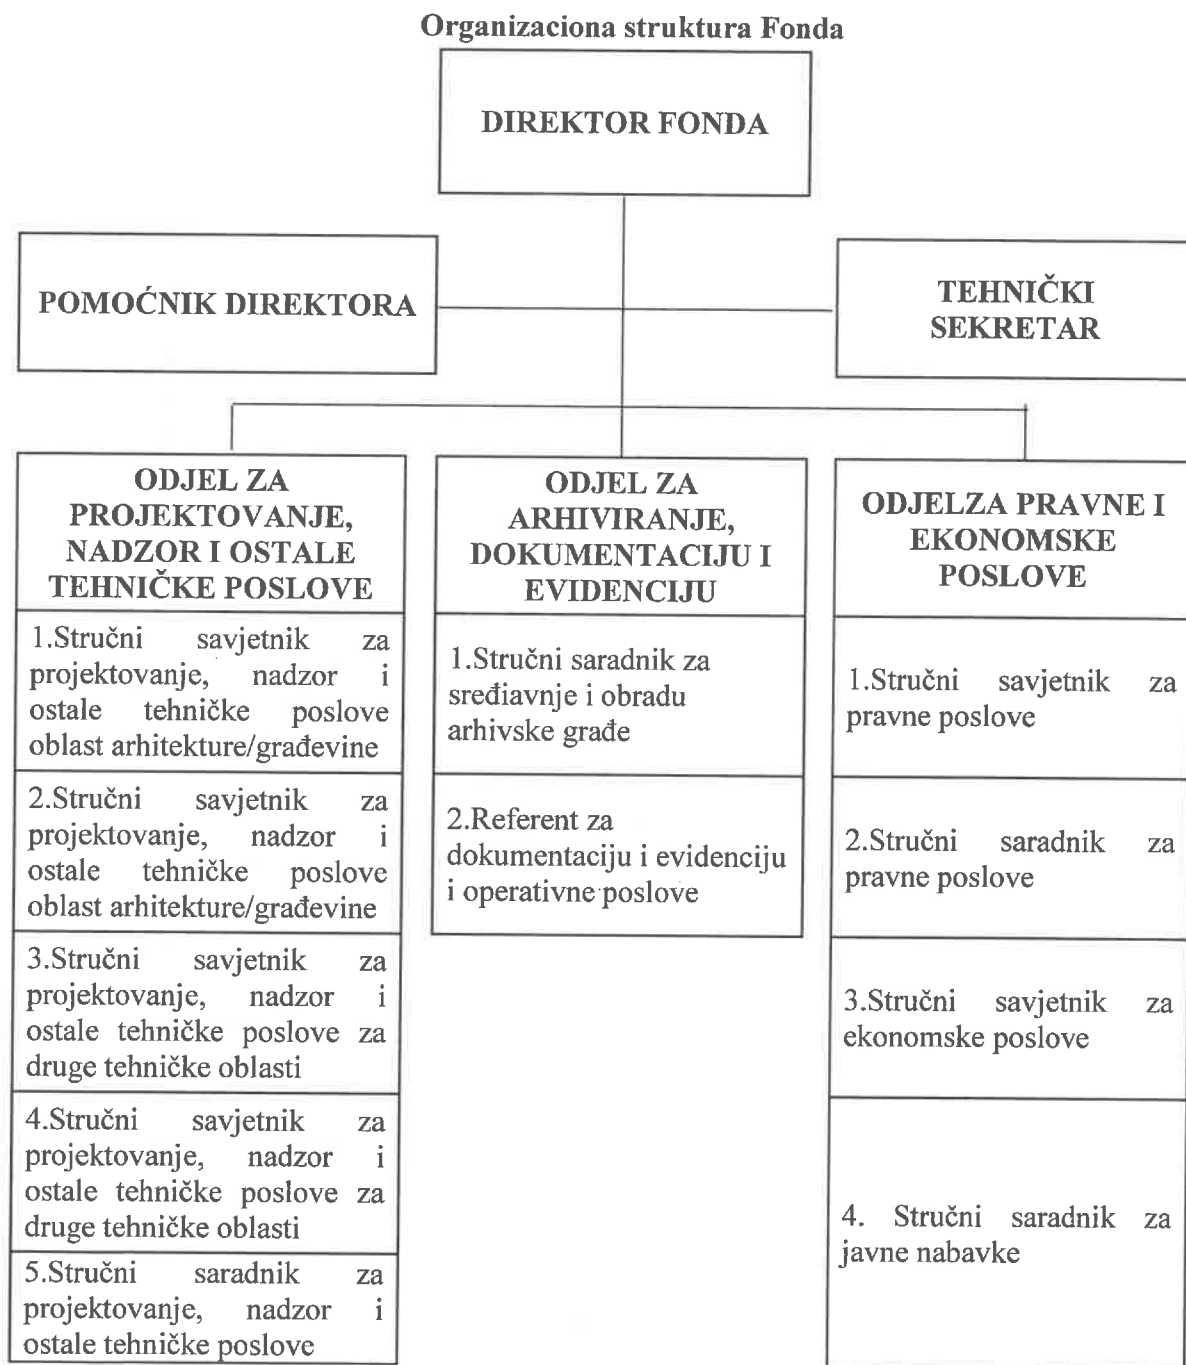 Organizaciona struktura Fonda
DIREKTOR FONDA
POMOĆNIK DIREKTORA
TEHNIČKI
SEKRETAR
ODJEL ZA
PROJEKTOVANJE,
NADZOR I OSTALE
TEHNIČKE POSLOVE
1.Stručni savjetnik za
projektovanje, nadzor i
ostale tehničke poslove
oblast arhitekture/građevine
2.Stručni savjetnik za
projektovanje, nadzor i
ostale tehničke poslove
oblast arhitekture/građevine
3.Stručni savjetnik za
projektovanje, nadzor i
ostale tehničke poslove za
druge tehničke oblasti
4.Stručni savjetnik za
projektovanje, nadzor i
ostale tehničke poslove za
druge tehničke oblasti
5.Stručni saradnik za
projektovanje, nadzor i
ostale tehničke poslove
ODJEL ZA
ARHIVIRANJE,
DOKUMENTACIJU I
EVIDENCIJU
1.Stručni saradnik za
sređiavnje i obradu
arhivske građe
2.Referent za
dokumentaciju i evidenciju
i operativne poslove
ODJELZA PRAVNE I
EKONOMSKE
POSLOVE
1.Stručni savjetnik za
pravne poslove
2.Stručni saradnik za
pravne poslove
3.Stručni savjetnik za
ekonomske poslove
4. Stručni saradnik za
javne nabavke